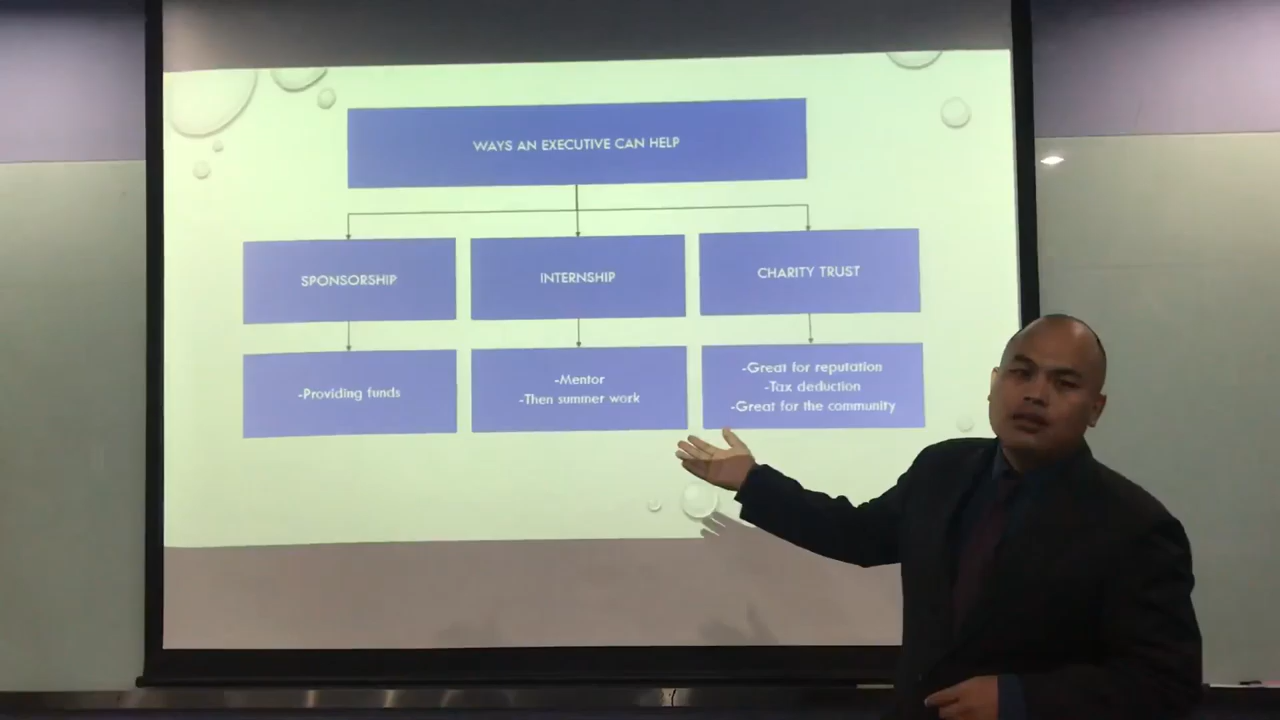 WAYS AN EXECUTIVE CAN HELP
SPONSORSHIP
INTERNSHIP
CHARITY TRUST
-Providing funds
-Mentor
-Then summer work
-Great for reputation
-Tax deduction
-Great for the community